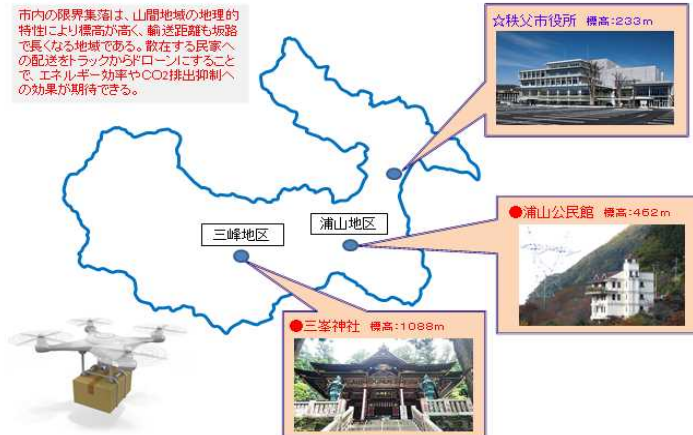 市内の限界集落は、山間地域の地理的
特性により標高が高く、輸送距離も坂路
で長くなる地域である。散在する民家へ
の配送をトラックからドローンにすること
で、エネルギー効率やCO2排出抑制へ
の効果が期待できる。
☆秩父市役所 標高:233m
浦山地区
三峰地区
●浦山公民館 標高:462m
●三峯神社 標高:1088m